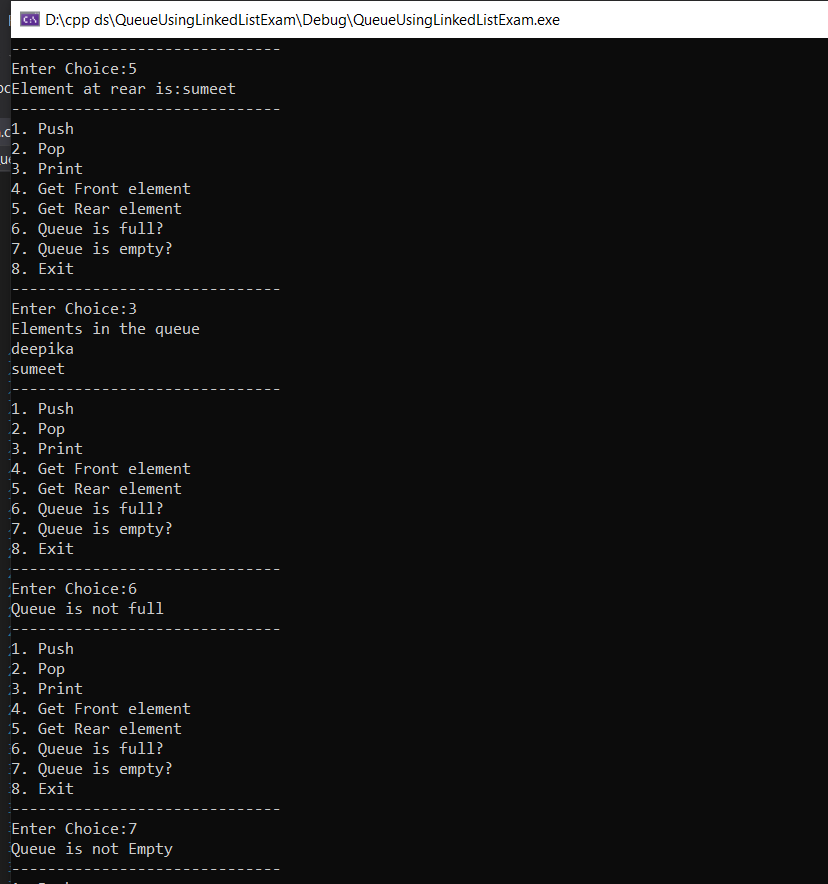 D:\cpp ds\QueueUsingLinkedListExam\Debug\QueueUsingLinkedListExam.exe
------------------------------
Enter Choice:5
Element at rear is:sumeet
------------------------------
1. Push
2. Pop
3. Print
4. Get Front element
5. Get Rear element
6. Queue is full?
7. Queue is empty?
8. Exit
------------------------------
Enter Choice:3
Elements in the queue
deepika
sumeet
------------------------------
1. Push
2. Pop
3. Print
4. Get Front element
5. Get Rear element
6. Queue is full?
7. Queue is empty?
8. Exit
------------------------------
Enter Choice:6
Queue is not full
------------------------------
1. Push
2. Pop
3. Print
4. Get Front element
5. Get Rear element
6. Queue is full?
7. Queue is empty?
8. Exit
------------------------------
Enter Choice:7
Queue is not Empty
------------------------------